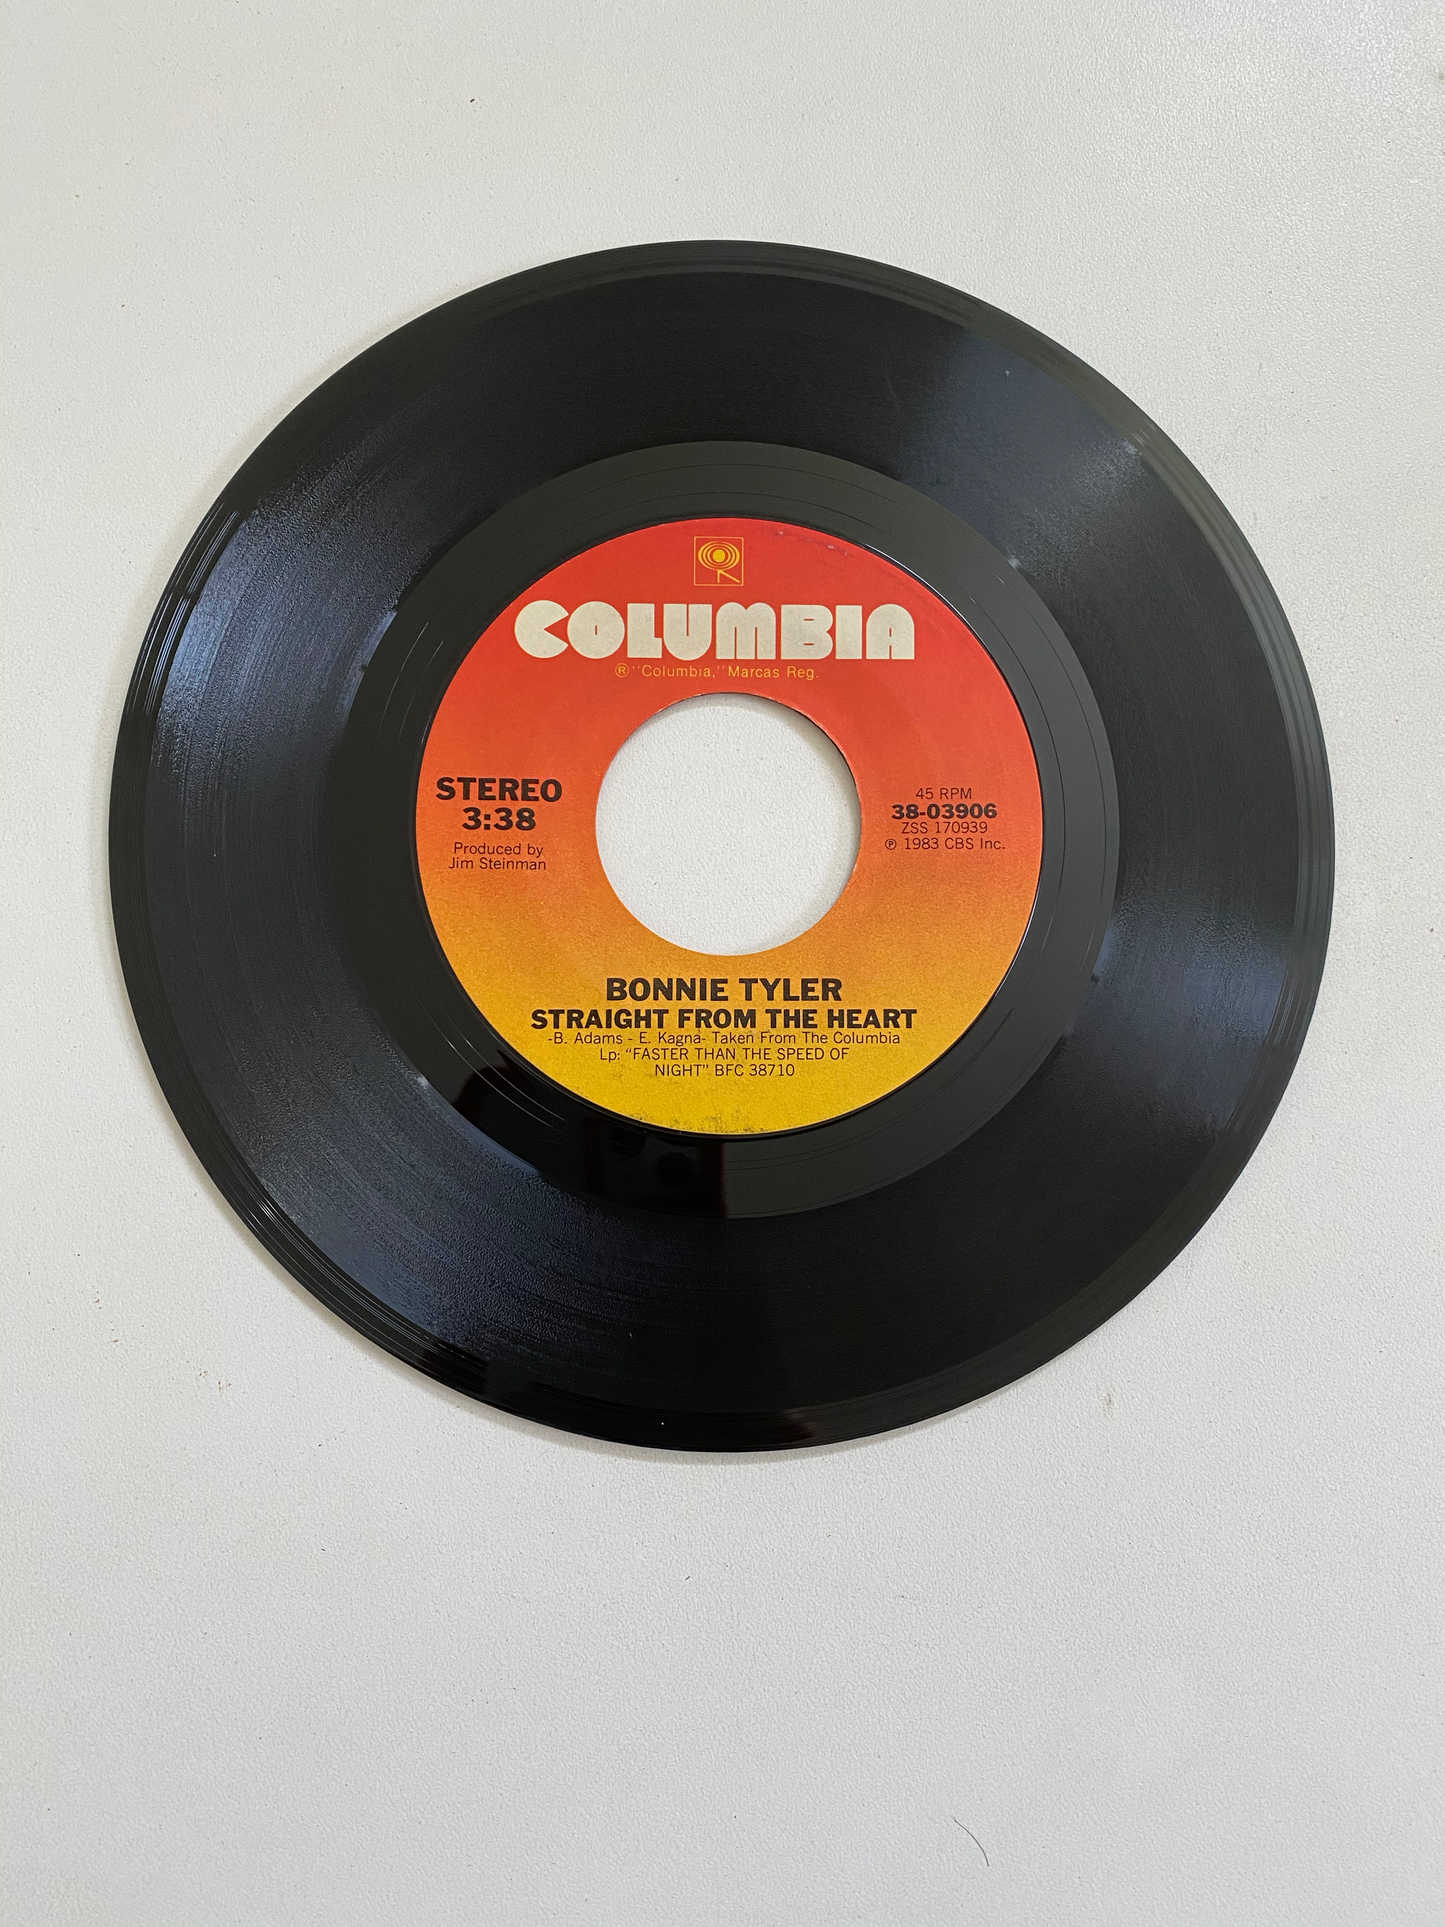 COLUMBIA
Ⓡ "Columbia," Marcas Reg.
STEREO
3:38
Produced by
Jim Steinman
45 RPM
38-03906
ZSS 170939
℗ 1983 CBS Inc.
BONNIE TYLER
STRAIGHT FROM THE HEART
-B. Adams - E. Kagna- Taken From The Columbia
Lp: "FASTER THAN THE SPEED OF
NIGHT" BFC 38710